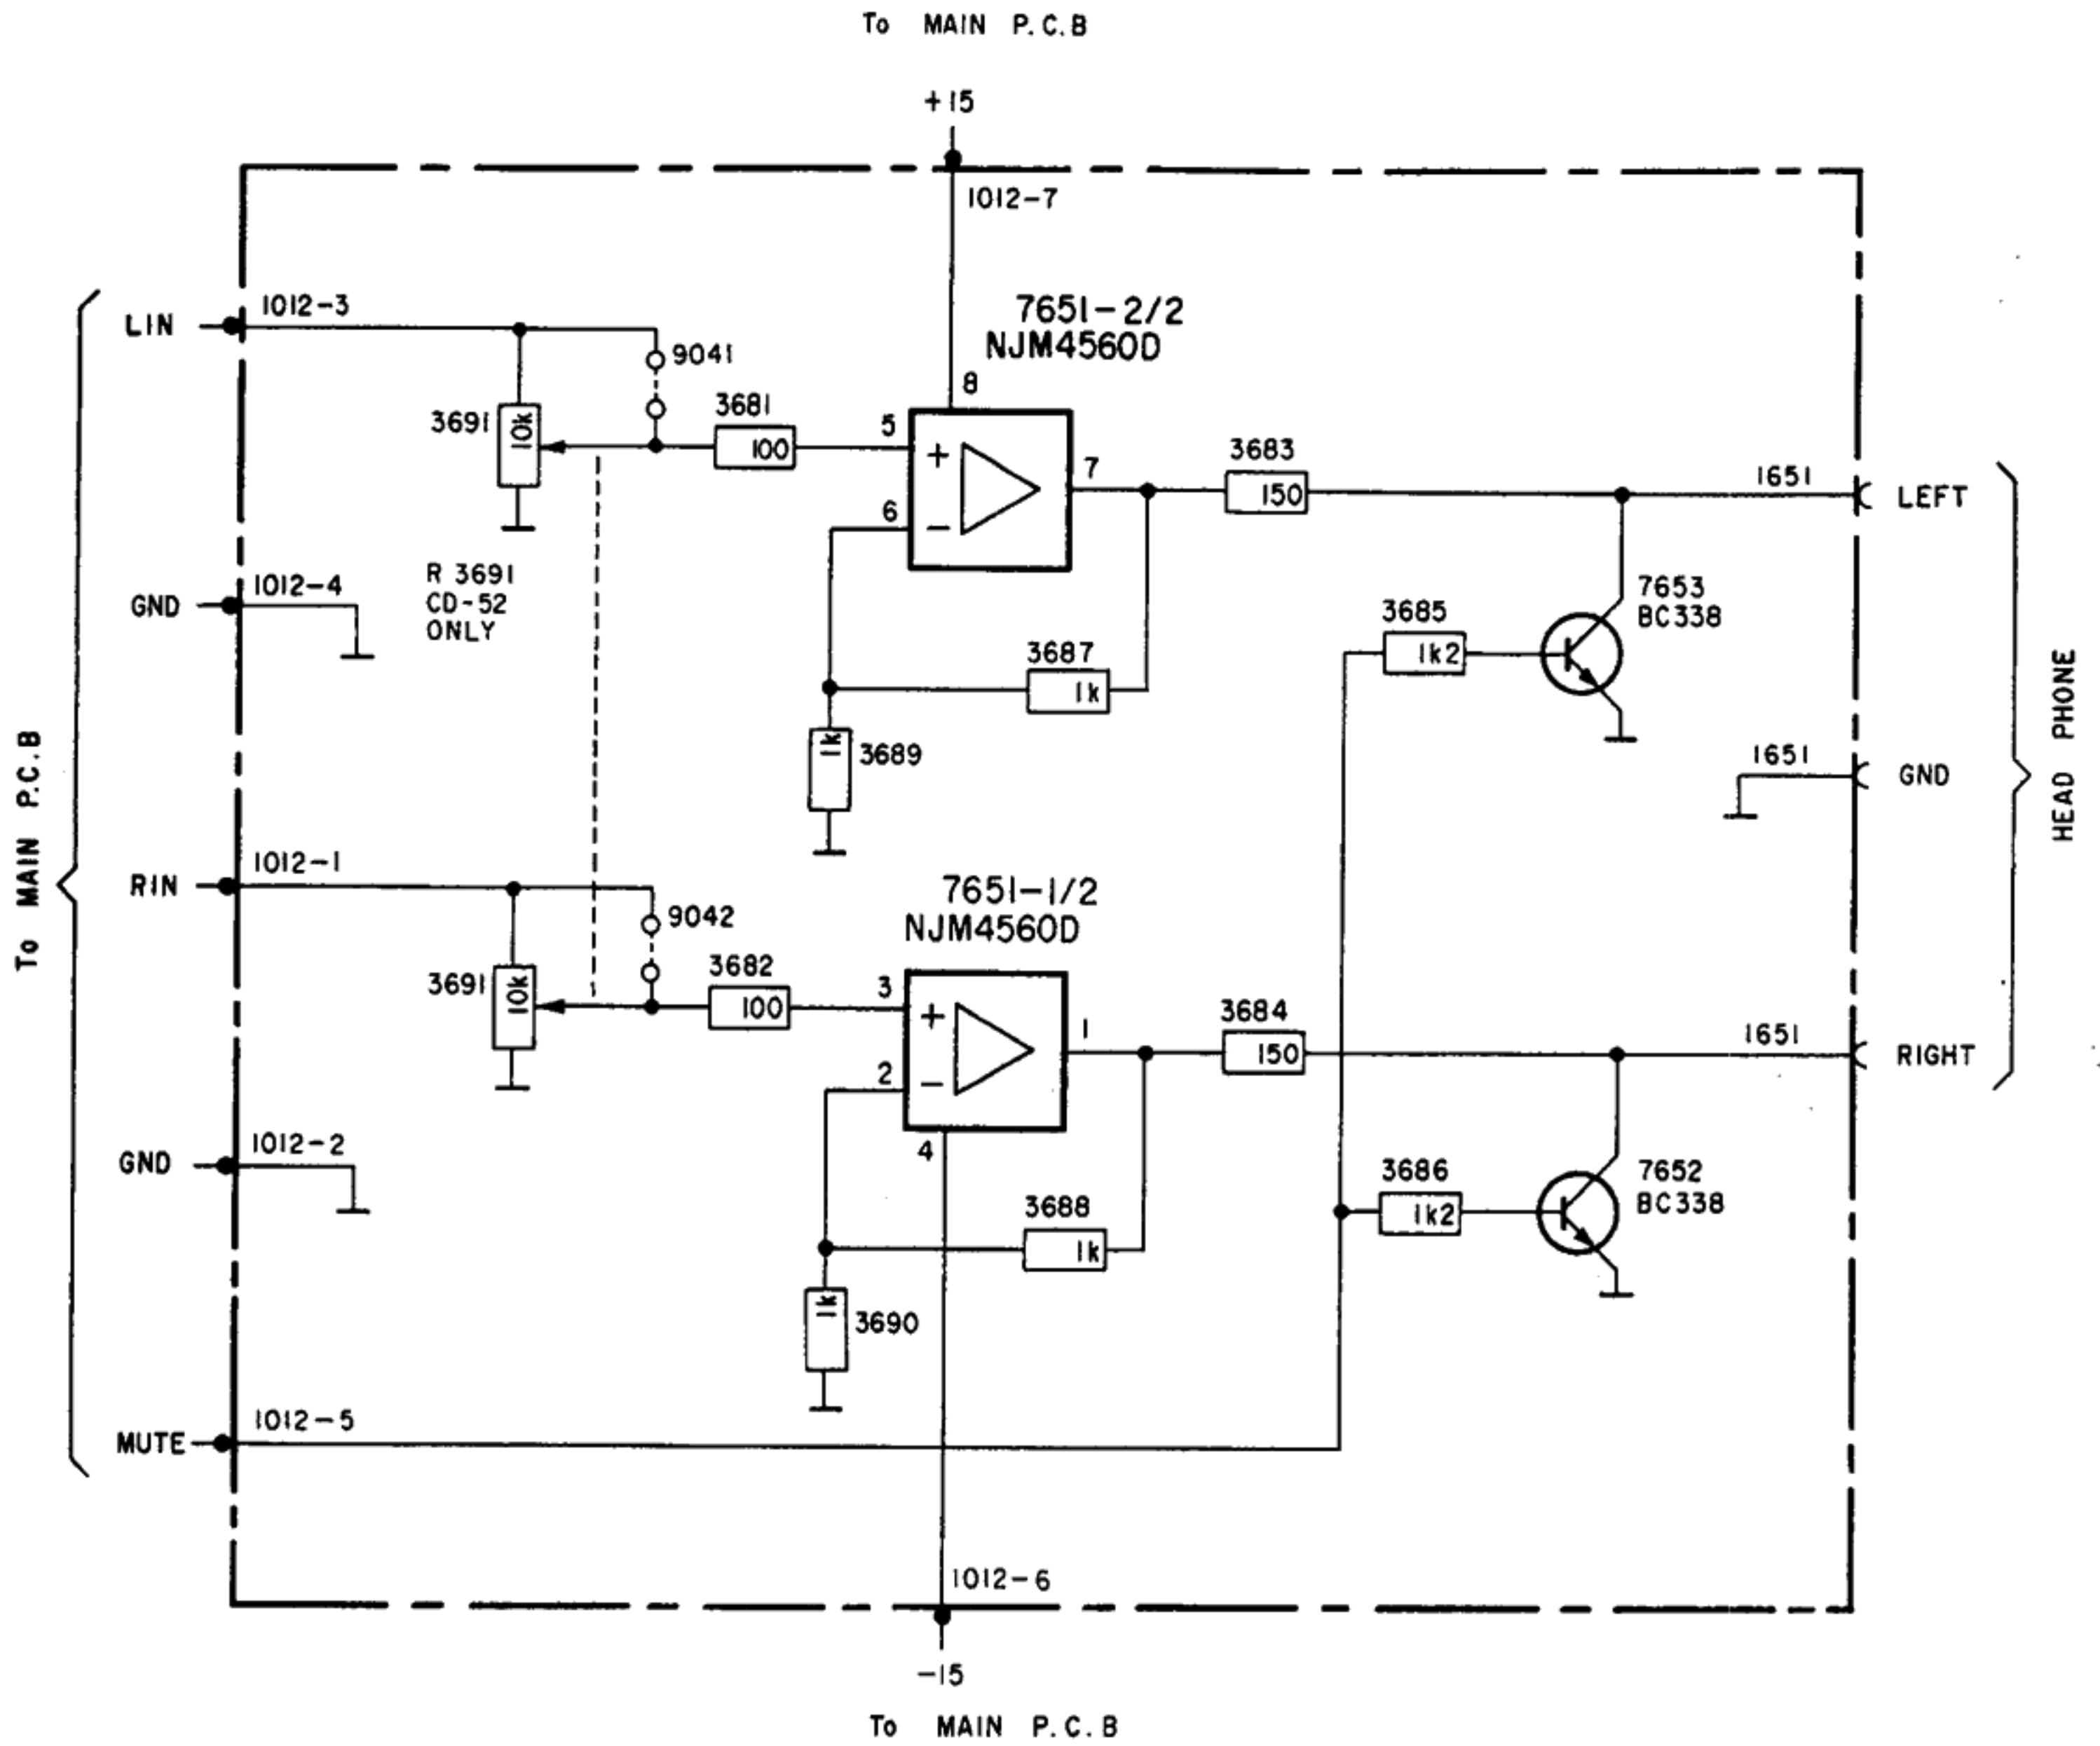 To MAIN P.C.B
+15
1012-7
LIN
1012-3
9041
3691
10k
3681
100
7651-2/2
NJM4560D
8
5
+
6
−
7
3683
150
1651
LEFT
R 3691
CD-52
ONLY
GND
1012-4
3687
1k
3689
1k
3685
1k2
7653
BC338
1651
GND
HEAD PHONE
To MAIN P.C.B
RIN
1012-1
9042
3691
10k
3682
100
7651-1/2
NJM4560D
3
+
2
−
4
1
3684
150
1651
RIGHT
GND
1012-2
3688
1k
3690
1k
3686
1k2
7652
BC338
MUTE
1012-5
1012-6
-15
To MAIN P.C.B